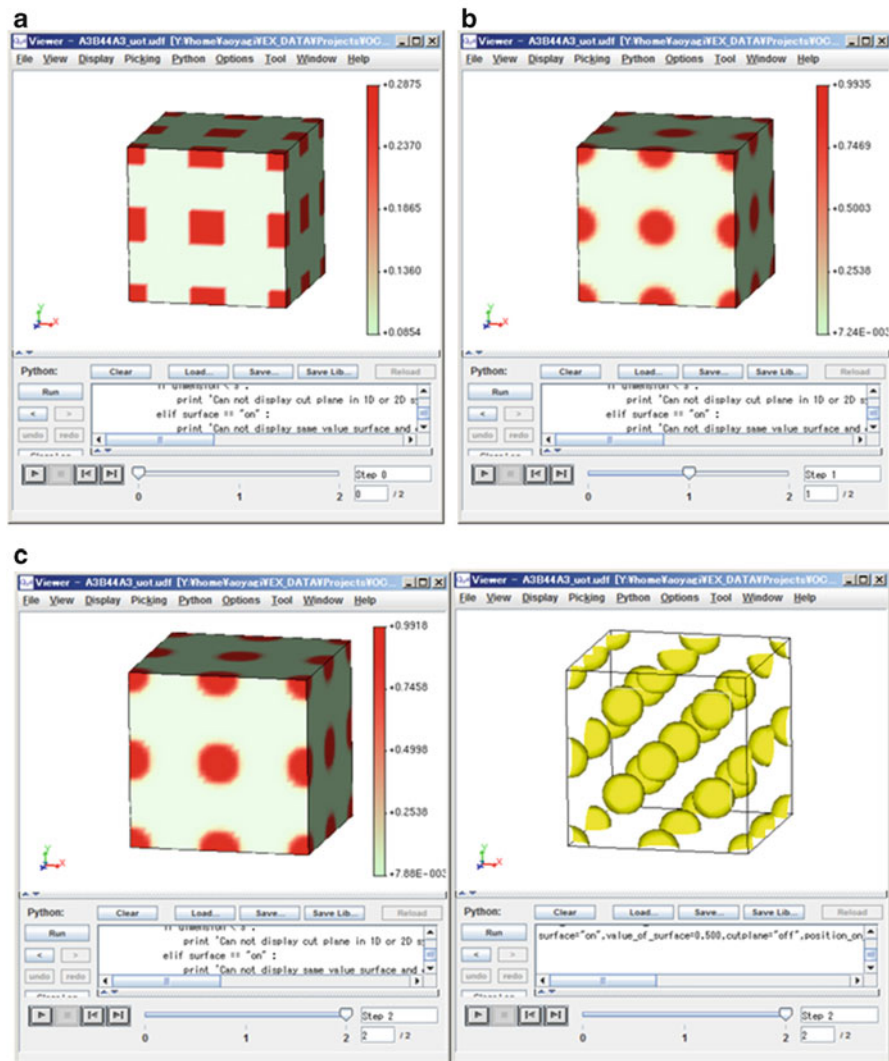 a
Viewer - A3B44A3_uot.udf [Y:¥home¥aoyagi¥EX_DATA¥Projects¥OC...
File View Display Picking Python Options Tool Window Help
+0.2875
+0.2370
+0.1865
+0.1360
+0.0854
Y
X
Python:
Clear Load... Save... Save Lib... Reload
Run
< >
undo redo
print "Can not display cut plane in 1D or 2D s
elif surface == "on" :
print "Can not display same value surface and
Step 0
0 1 2
0 / 2
b
Viewer - A3B44A3_uot.udf [Y:¥home¥aoyagi¥EX_DATA¥Projects¥OC...
File View Display Picking Python Options Tool Window Help
+0.9935
+0.7469
+0.5003
+0.2538
+7.24E-003
Y
X
Python:
Clear Load... Save... Save Lib... Reload
Run
< >
undo redo
print "Can not display cut plane in 1D or 2D s
elif surface == "on" :
print "Can not display same value surface and
Step 1
0 1 2
1 / 2
c
Viewer - A3B44A3_uot.udf [Y:¥home¥aoyagi¥EX_DATA¥Projects¥OC...
File View Display Picking Python Options Tool Window Help
+0.9918
+0.7458
+0.4998
+0.2538
+7.88E-003
Y
X
Python:
Clear Load... Save... Save Lib... Reload
Run
< >
undo redo
print "Can not display cut plane in 1D or 2D s
elif surface == "on" :
print "Can not display same value surface and
Step 2
0 1 2
2 / 2
Viewer - A3B44A3_uot.udf [Y:¥home¥aoyagi¥EX_DATA¥Projects¥OC...
File View Display Picking Python Options Tool Window Help
Y
X
Python:
Clear Load... Save... Save Lib... Reload
Run
< >
undo redo
surface="on",value_of_surface=0.500,cutplane="off",position_on
Step 2
0 1 2
2 / 2